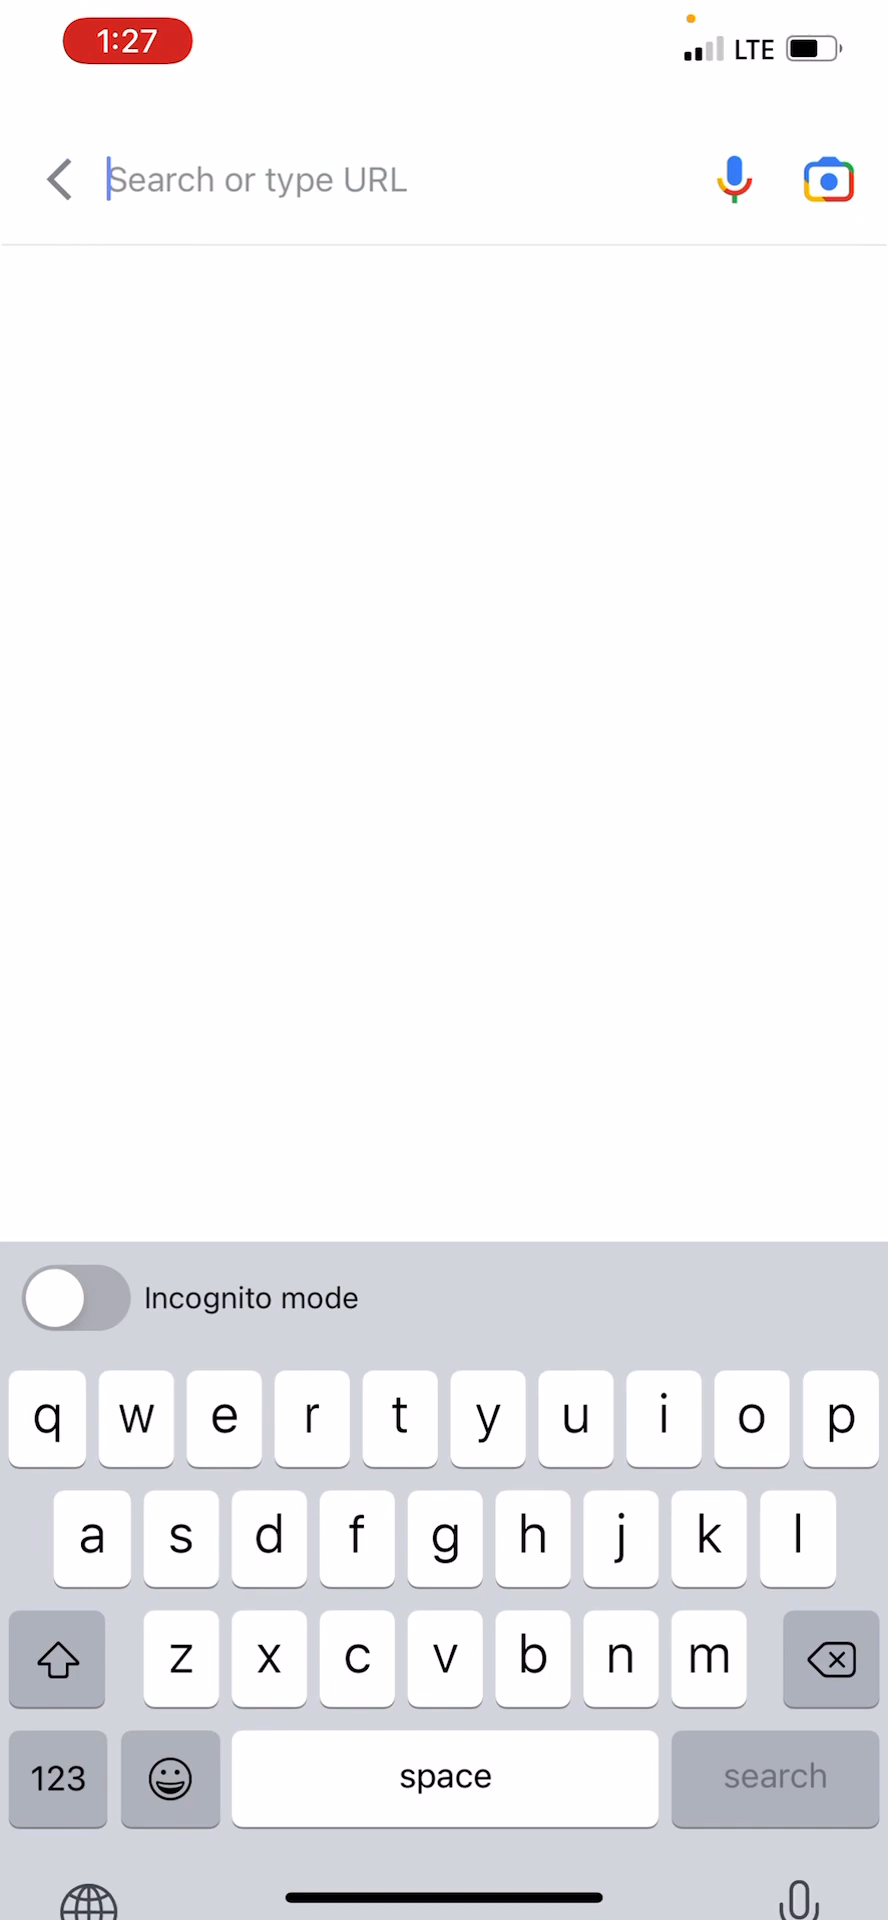 1:27 LTE
Search or type URL
Incognito mode
q w e r t y u i o p
a s d f g h j k l
z x c v b n m
123 space search